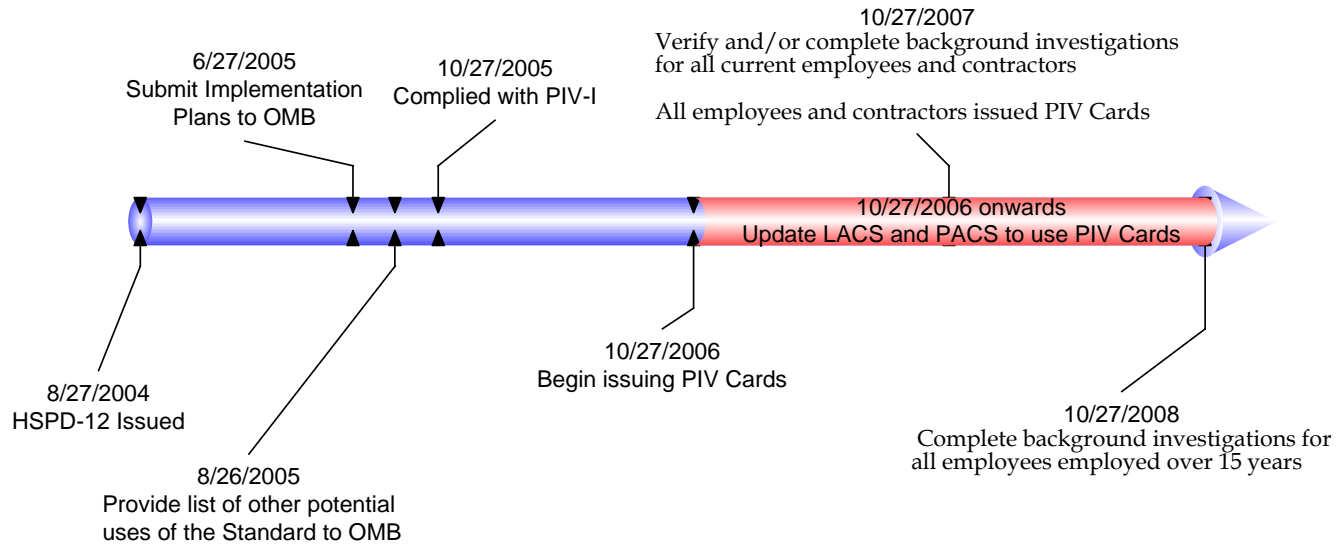 10/27/2007
Verify and/or complete background investigations
for all current employees and contractors
All employees and contractors issued PIV Cards
6/27/2005
Submit Implementation
Plans to OMB
10/27/2005
Complied with PIV-I
10/27/2006 onwards
Update LACS and PACS to use PIV Cards
8/27/2004
HSPD-12 Issued
8/26/2005
Provide list of other potential
uses of the Standard to OMB
10/27/2006
Begin issuing PIV Cards
10/27/2008
Complete background investigations for
all employees employed over 15 years